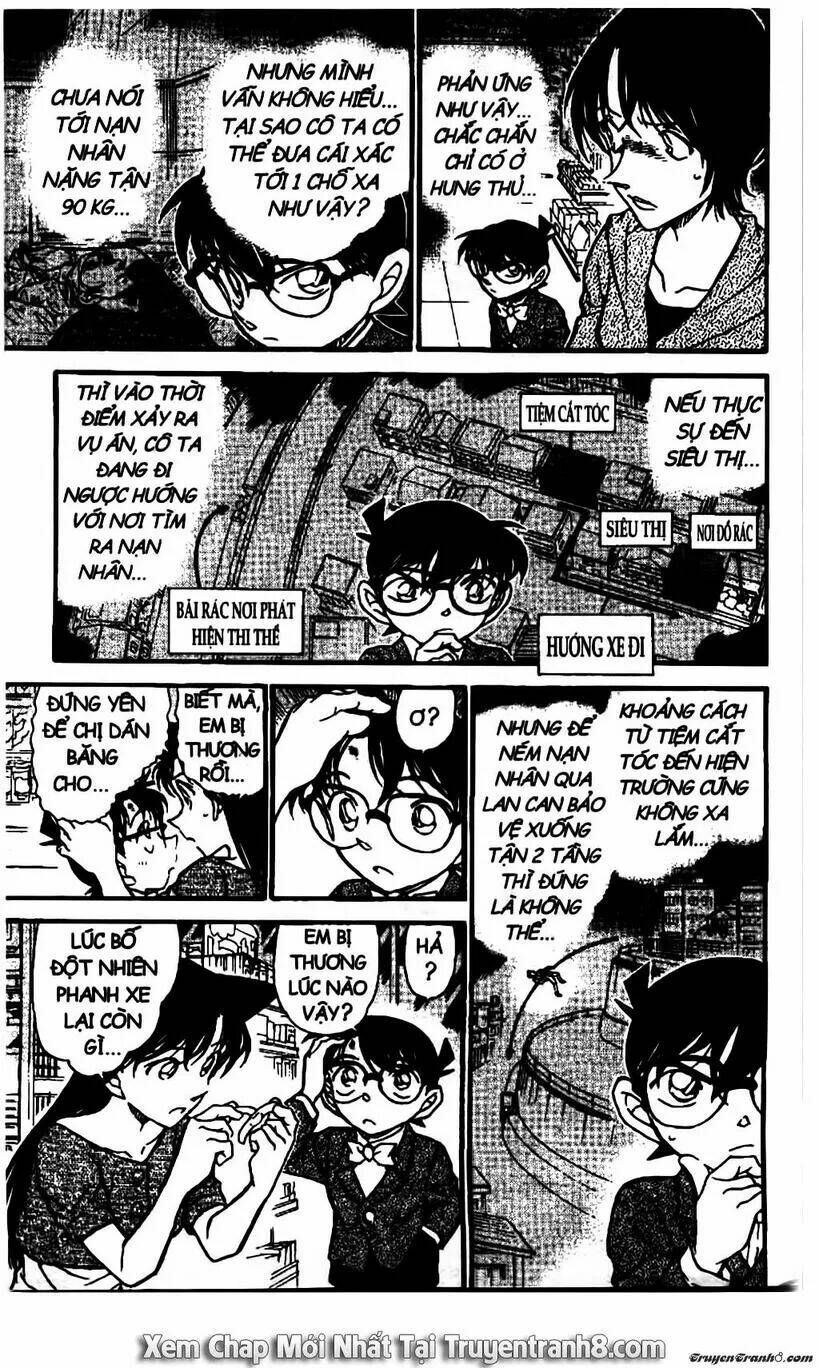 PHẢN ỨNG
NHƯ VẬY...
CHẮC CHẮN
CHỈ CÓ Ở
HUNG THỦ...
NHƯNG MÌNH
VẪN KHÔNG HIỂU...
TẠI SAO CÔ TA CÓ
THỂ ĐƯA CÁI XÁC
TỚI 1 CHỖ XA
NHƯ VẬY?
CHƯA NÓI
TỚI NẠN
NHÂN
NẶNG TẬN
90 KG...
NẾU THỰC
SỰ ĐẾN
SIÊU THỊ...
TIỆM CẮT TÓC
SIÊU THỊ
NƠI ĐỔ RÁC
HƯỚNG XE ĐI
BÃI RÁC NƠI PHÁT
HIỆN THI THỂ
THÌ VÀO THỜI
ĐIỂM XẢY RA
VỤ ÁN, CÔ TA
ĐANG ĐI
NGƯỢC HƯỚNG
VỚI NƠI TÌM
RA NẠN
NHÂN...
KHOẢNG CÁCH
TỪ TIỆM CẮT
TÓC ĐẾN HIỆN
TRƯỜNG CŨNG
KHÔNG XA
LẮM...
NHƯNG ĐỂ
NÉM NẠN
NHÂN QUA
LAN CAN BẢO
VỆ XUỐNG
TẬN 2 TẦNG
THÌ ĐÚNG
LÀ KHÔNG
THỂ...
Ơ?
BIẾT MÀ,
EM BỊ
THƯƠNG
RỒI...
ĐỨNG YÊN
ĐỂ CHỊ DÁN
BĂNG
CHO...
HẢ
?
EM BỊ
THƯƠNG
LÚC NÀO
VẬY?
LÚC BỐ
ĐỘT NHIÊN
PHANH XE
LẠI CÒN
GÌ...
Xem Chap Mới Nhất Tại Truyentranh8.com
TruyenTranh8.com